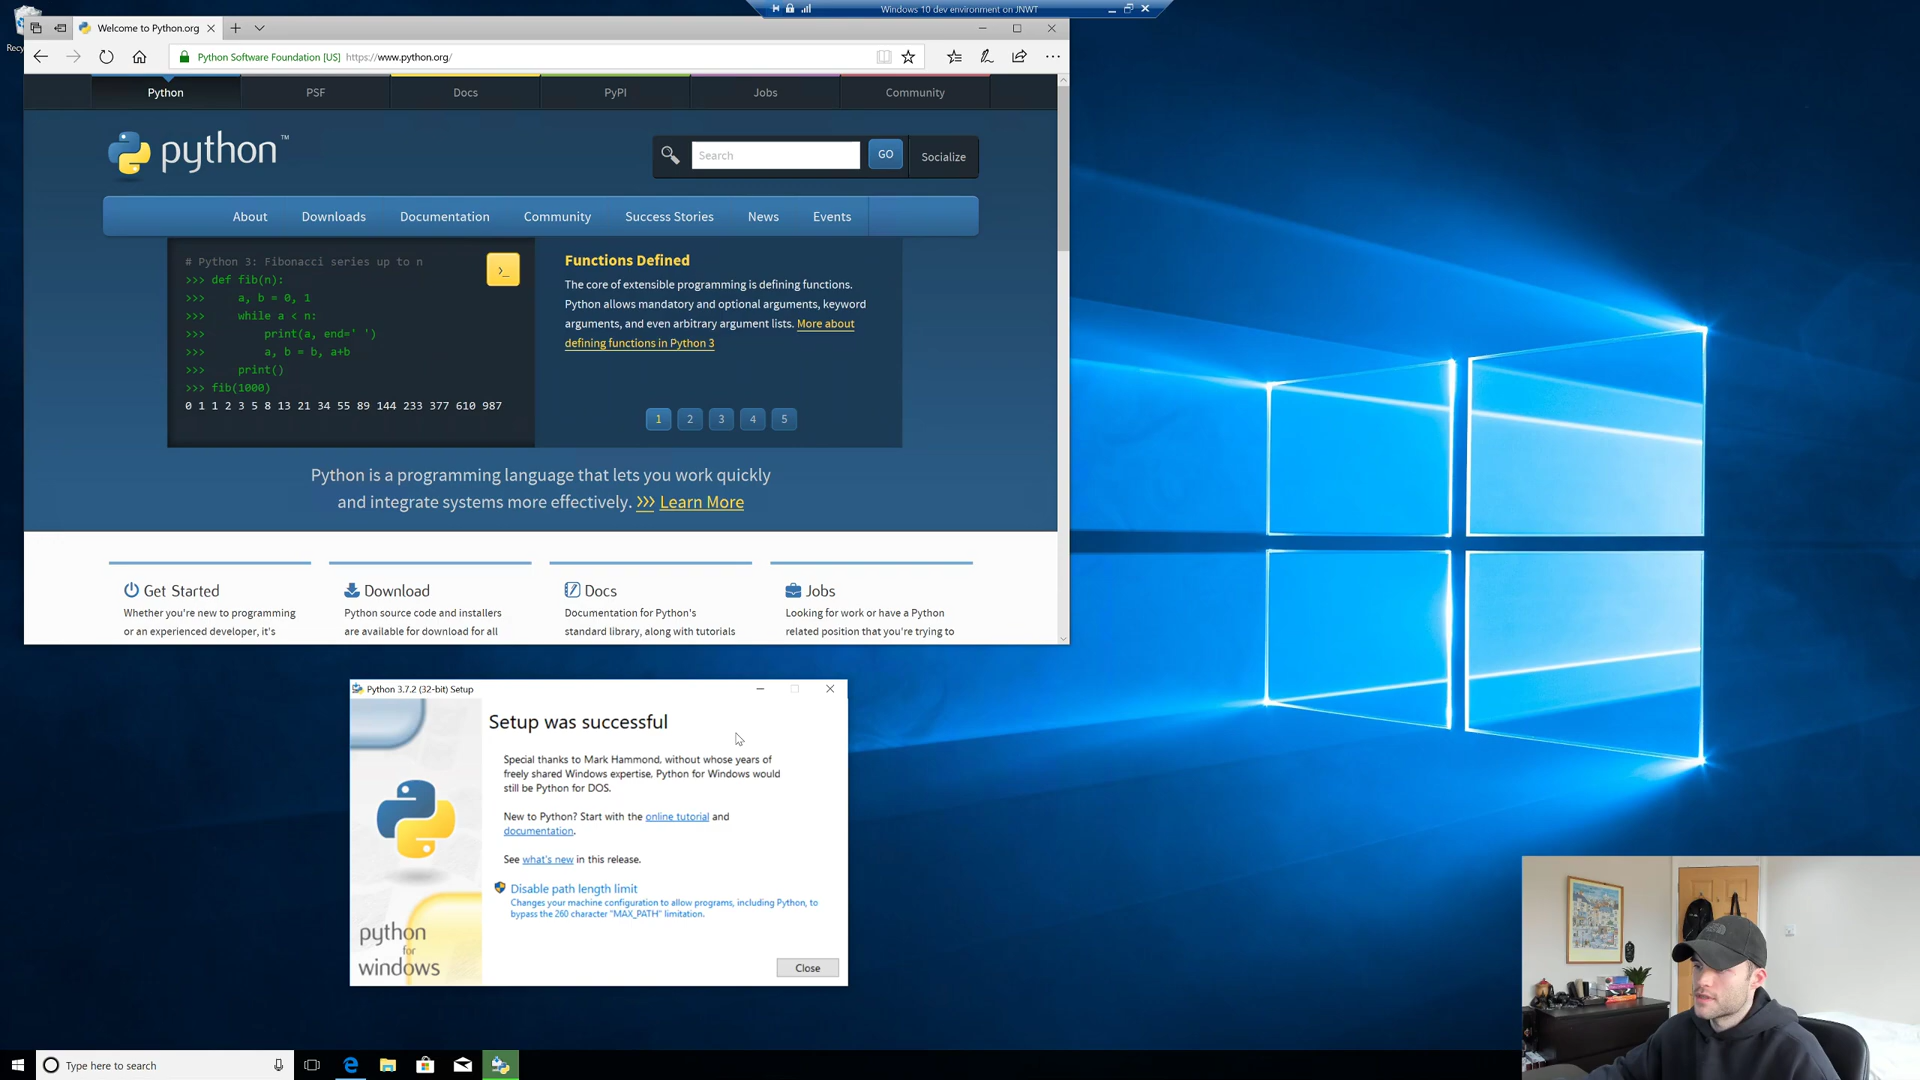 Windows 10 dev environment on JNWT
Recy
Welcome to Python.org
Python Software Foundation [US] https://www.python.org/
Python PSF Docs PyPI Jobs Community
python™
Search GO Socialize
About Downloads Documentation Community Success Stories News Events
# Python 3: Fibonacci series up to n
>>> def fib(n):
>>> a, b = 0, 1
>>> while a < n:
>>> print(a, end=' ')
>>> a, b = b, a+b
>>> print()
>>> fib(1000)
0 1 1 2 3 5 8 13 21 34 55 89 144 233 377 610 987
>_
Functions Defined
The core of extensible programming is defining functions.
Python allows mandatory and optional arguments, keyword
arguments, and even arbitrary argument lists. More about
defining functions in Python 3
1 2 3 4 5
Python is a programming language that lets you work quickly
and integrate systems more effectively. >>> Learn More
Get Started
Whether you're new to programming
or an experienced developer, it's
Download
Python source code and installers
are available for download for all
Docs
Documentation for Python's
standard library, along with tutorials
Jobs
Looking for work or have a Python
related position that you're trying to
Python 3.7.2 (32-bit) Setup
Setup was successful
Special thanks to Mark Hammond, without whose years of
freely shared Windows expertise, Python for Windows would
still be Python for DOS.
New to Python? Start with the online tutorial and
documentation.
See what's new in this release.
Disable path length limit
Changes your machine configuration to allow programs, including Python, to
bypass the 260 character "MAX_PATH" limitation.
python
for
windows
Close
Type here to search